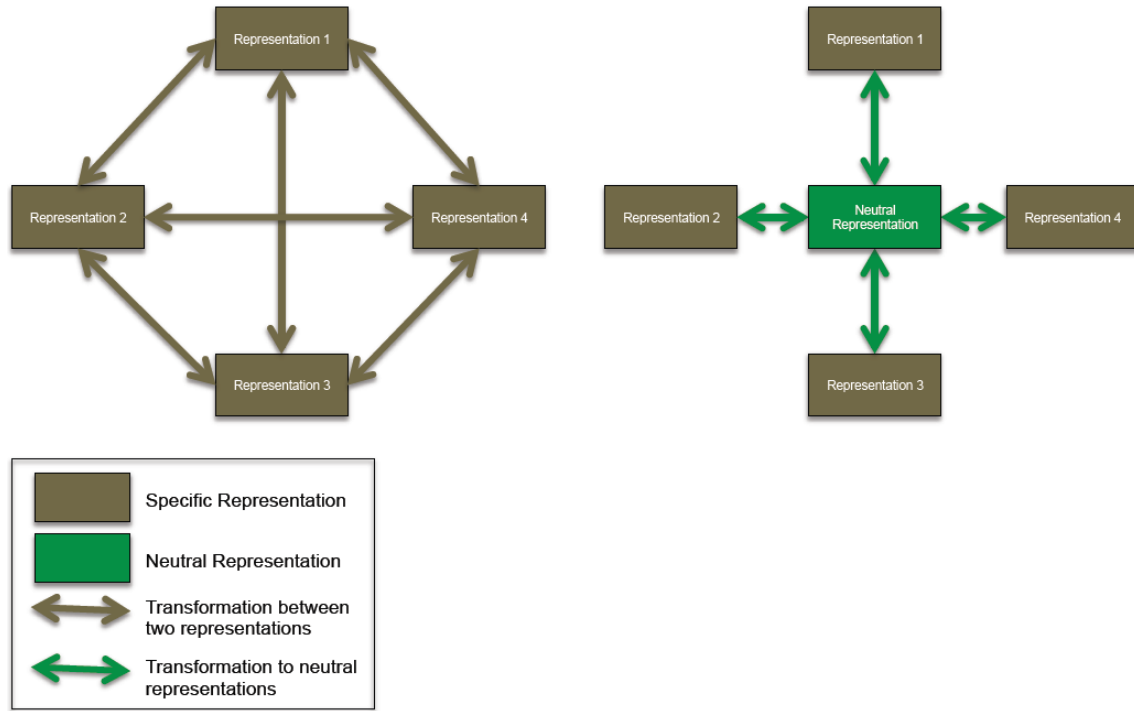 Representation 1
Representation 2
Representation 4
Representation 3
Representation 1
Representation 2
Neutral
Representation
Representation 4
Representation 3
Specific Representation
Neutral Representation
Transformation between
two representations
Transformation to neutral
representations